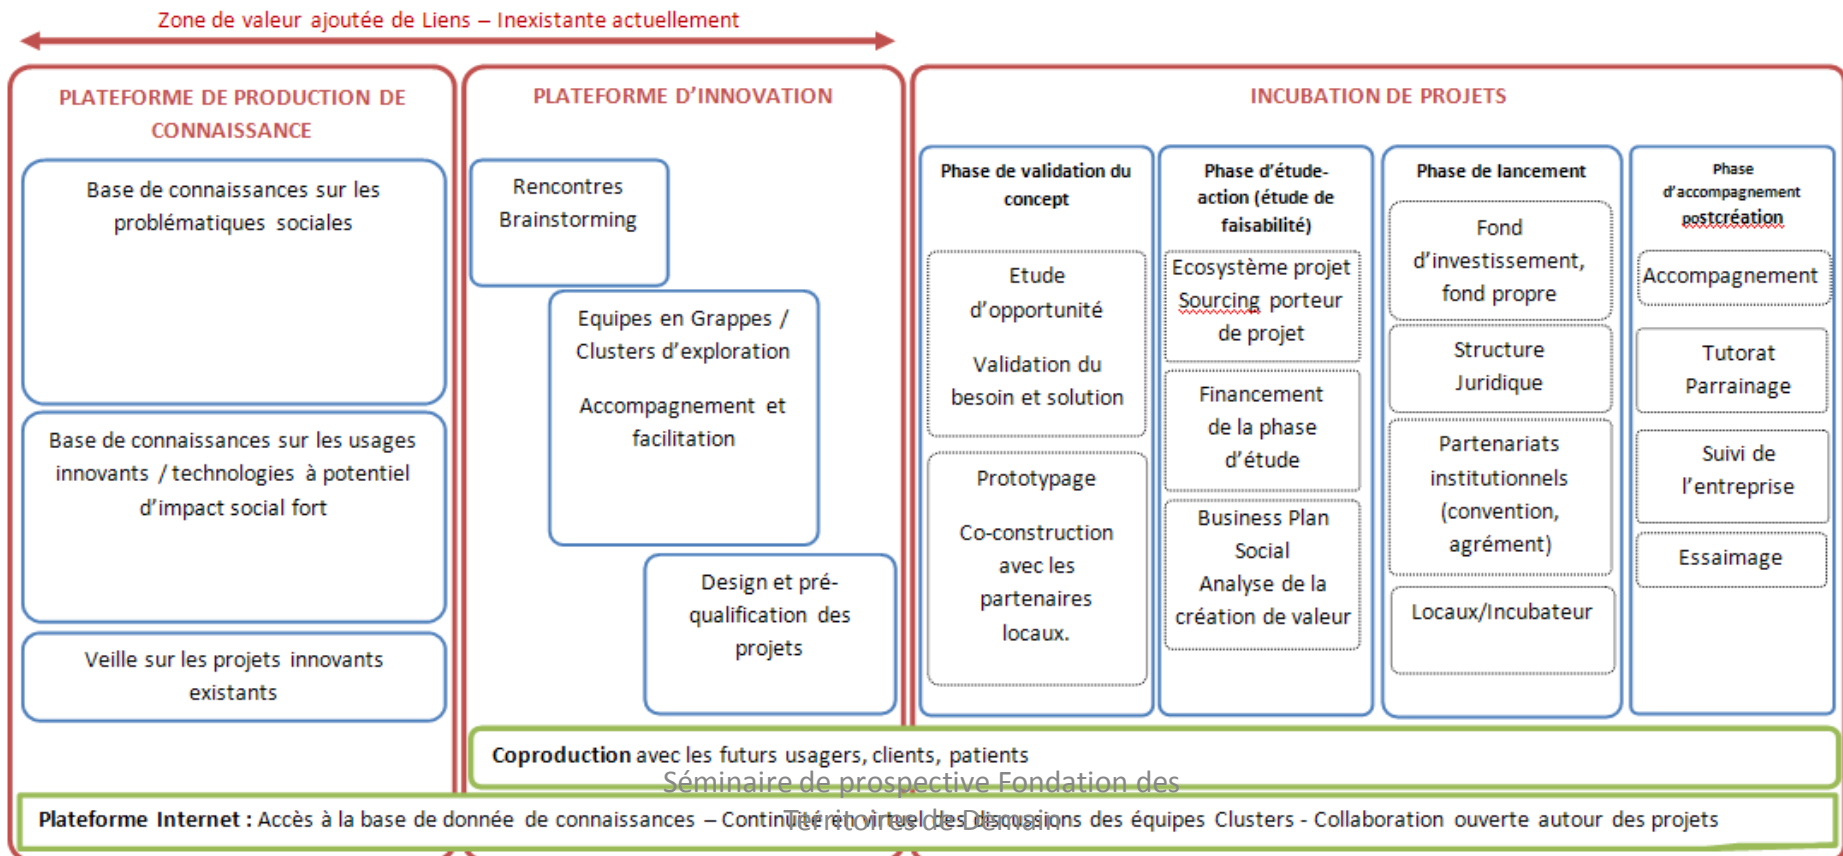 Zone de valeur ajoutée de Liens – Inexistante actuellement
PLATEFORME DE PRODUCTION DE
CONNAISSANCE
Base de connaissances sur les
problématiques sociales
Base de connaissances sur les usages
innovants / technologies à potentiel
d’impact social fort
Veille sur les projets innovants
existants
PLATEFORME D’INNOVATION
Rencontres
Brainstorming
Equipes en Grappes /
Clusters d’exploration
Accompagnement et
facilitation
Design et pré-
qualification des
projets
INCUBATION DE PROJETS
Phase de validation du
concept
Etude
d’opportunité
Validation du
besoin et solution
Prototypage
Co-construction
avec les
partenaires
locaux.
Phase d’étude-
action (étude de
faisabilité)
Ecosystème projet
Sourcing porteur
de projet
Financement
de la phase
d’étude
Business Plan
Social
Analyse de la
création de valeur
Phase de lancement
Fond
d’investissement,
fond propre
Structure
Juridique
Partenariats
institutionnels
(convention,
agrément)
Locaux/Incubateur
Phase
d’accompagnement
postcréation
Accompagnement
Tutorat
Parrainage
Suivi de
l’entreprise
Essaimage
Coproduction avec les futurs usagers, clients, patients
Séminaire de prospective Fondation des
Territoires de Demain
Plateforme Internet : Accès à la base de donnée de connaissances – Continuité en virtuel des discussions des équipes Clusters - Collaboration ouverte autour des projets